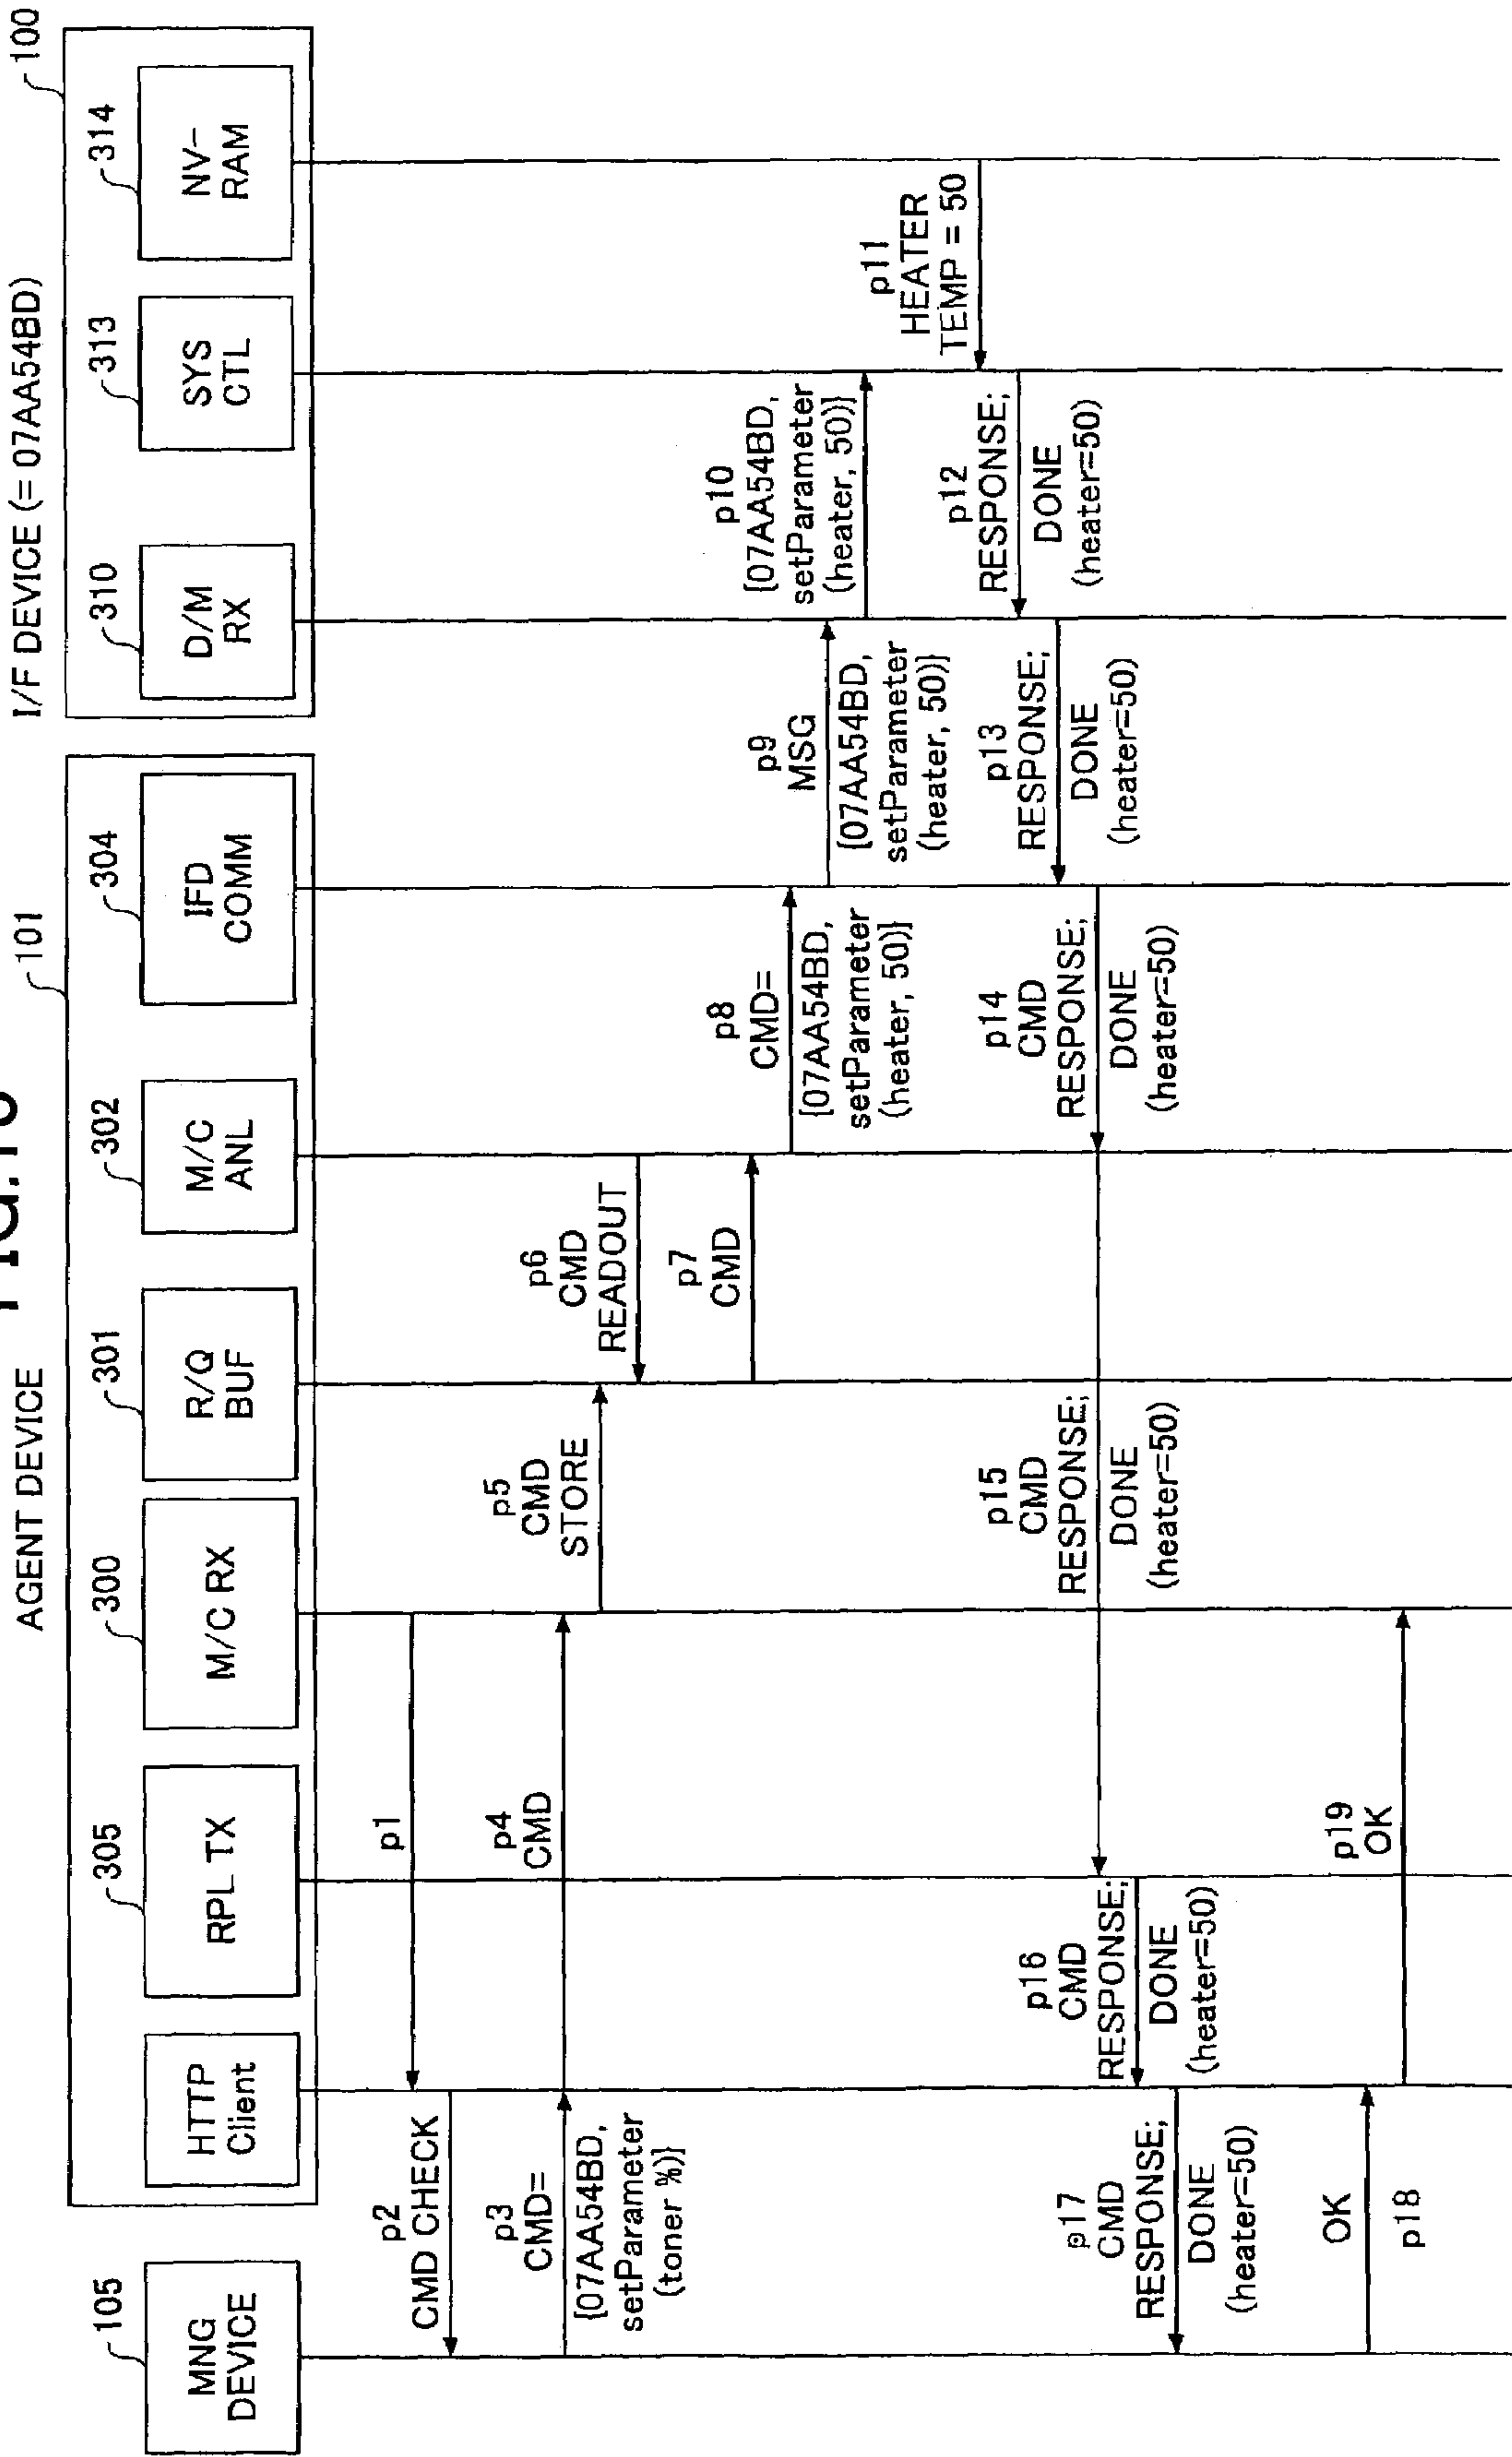 AGENT DEVICE
101
I/F DEVICE (= 07AA54BD)
100
105
MNG
DEVICE
HTTP
Client
305
RPL TX
300
M/C RX
301
R/Q
BUF
302
M/C
ANL
304
IFD
COMM
310
D/M
RX
313
SYS
CTL
314
NV-
RAM
p1
p2
CMD CHECK
p3
CMD=
[07AA54BD,
setParameter
(toner %)]
p4
CMD
p5
CMD
STORE
p6
CMD
READOUT
p7
CMD
p8
CMD=
[07AA54BD,
setParameter
(heater, 50)]
p9
MSG
[07AA54BD,
setParameter
(heater, 50)]
p10
[07AA54BD,
setParameter
(heater, 50)]
p11
HEATER
TEMP = 50
p12
RESPONSE;
DONE
(heater=50)
p13
RESPONSE;
DONE
(heater=50)
p14
CMD
RESPONSE;
DONE
(heater=50)
p15
CMD
RESPONSE;
DONE
(heater=50)
p16
CMD
RESPONSE;
DONE
(heater=50)
p17
CMD
RESPONSE;
DONE
(heater=50)
OK
p18
p19
OK